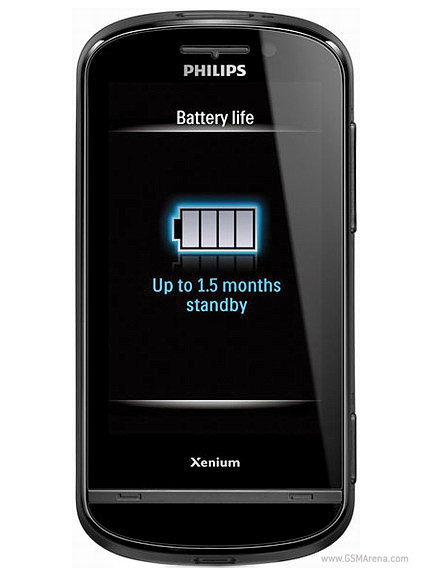 PHILIPS
Battery life
Up to 1.5 months
standby
Xenium
www.GSMArena.com